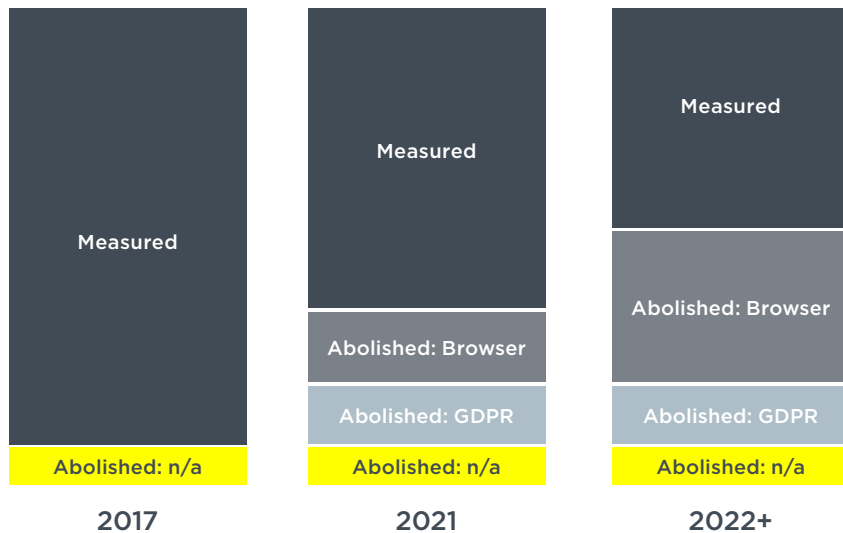 Measured
Abolished: n/a
2017
Measured
Abolished: Browser
Abolished: GDPR
Abolished: n/a
2021
Measured
Abolished: Browser
Abolished: GDPR
Abolished: n/a
2022+